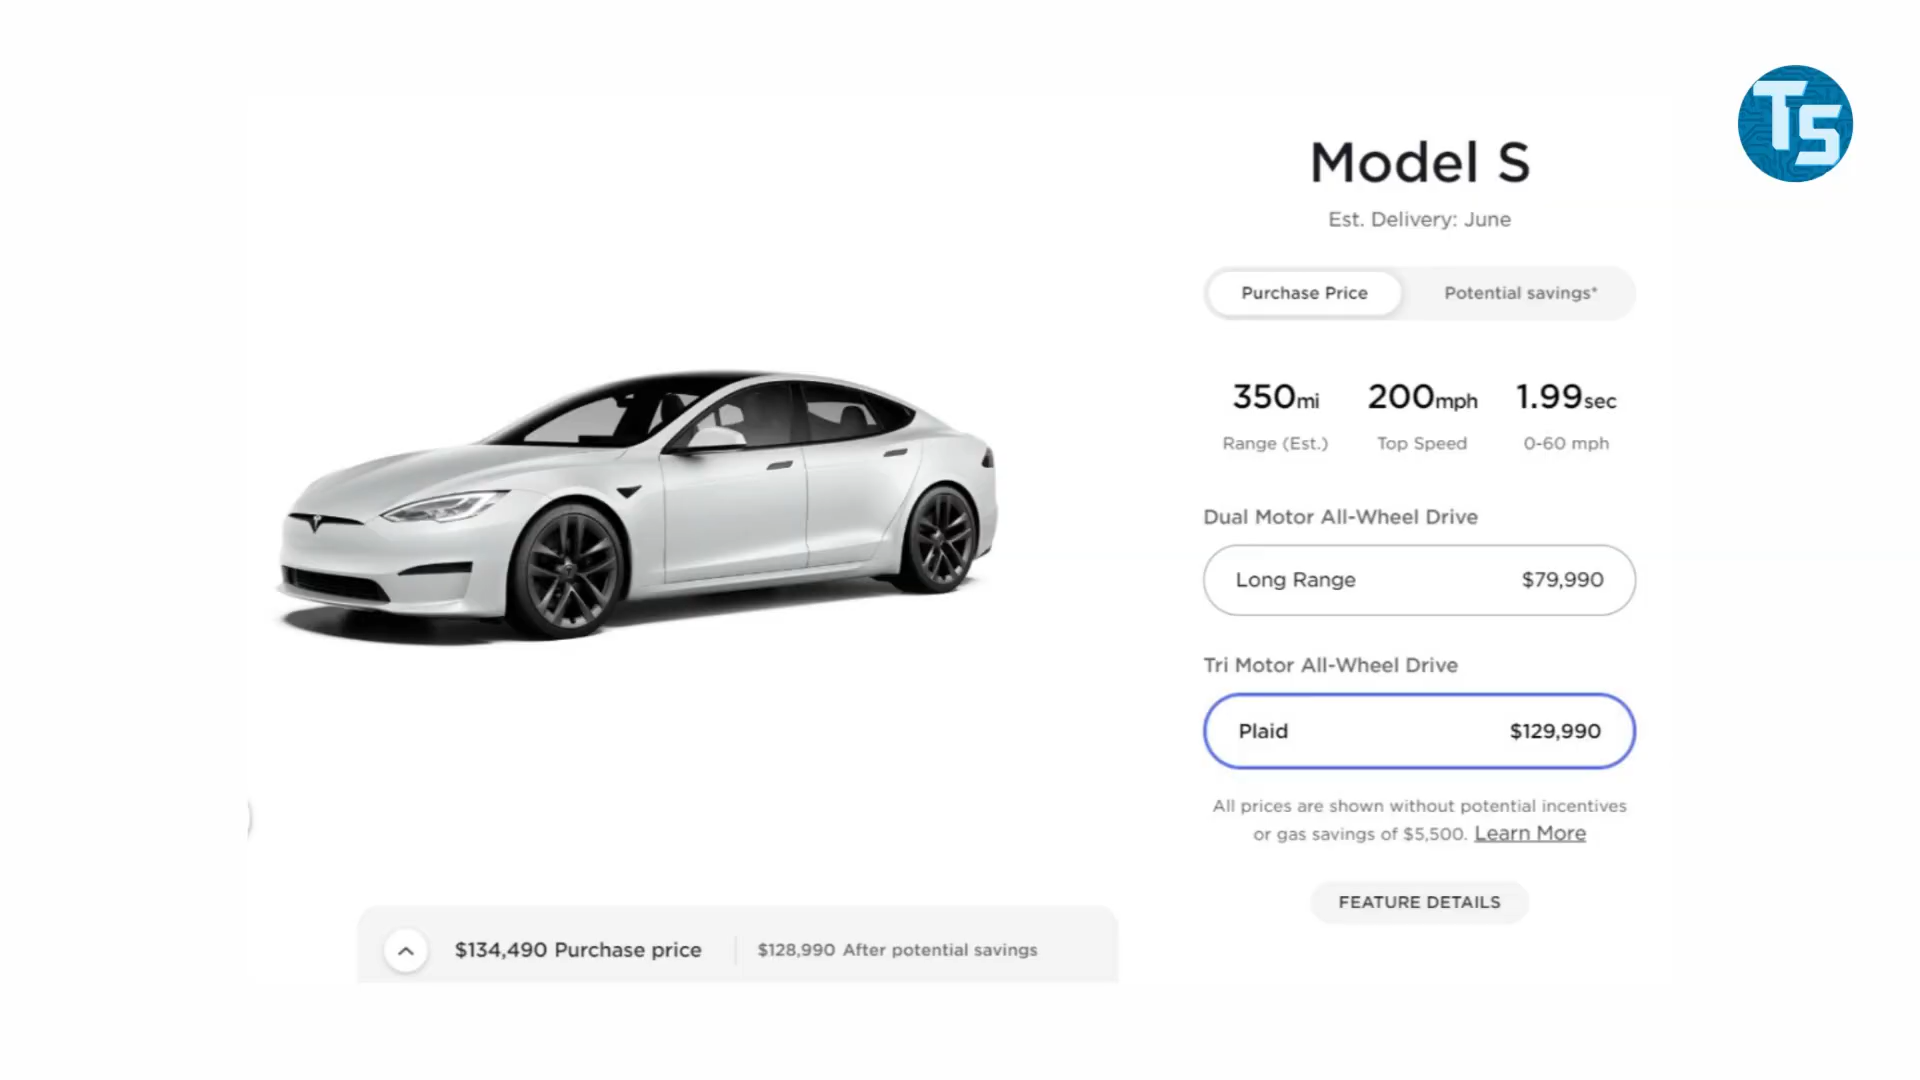 TS
Model S
Est. Delivery: June
Purchase Price
Potential savings*
350mi
200mph
1.99sec
Range (Est.)
Top Speed
0-60 mph
Dual Motor All-Wheel Drive
Long Range
$79,990
Tri Motor All-Wheel Drive
Plaid
$129,990
All prices are shown without potential incentives
or gas savings of $5,500. Learn More
FEATURE DETAILS
$134,490 Purchase price
$128,990 After potential savings